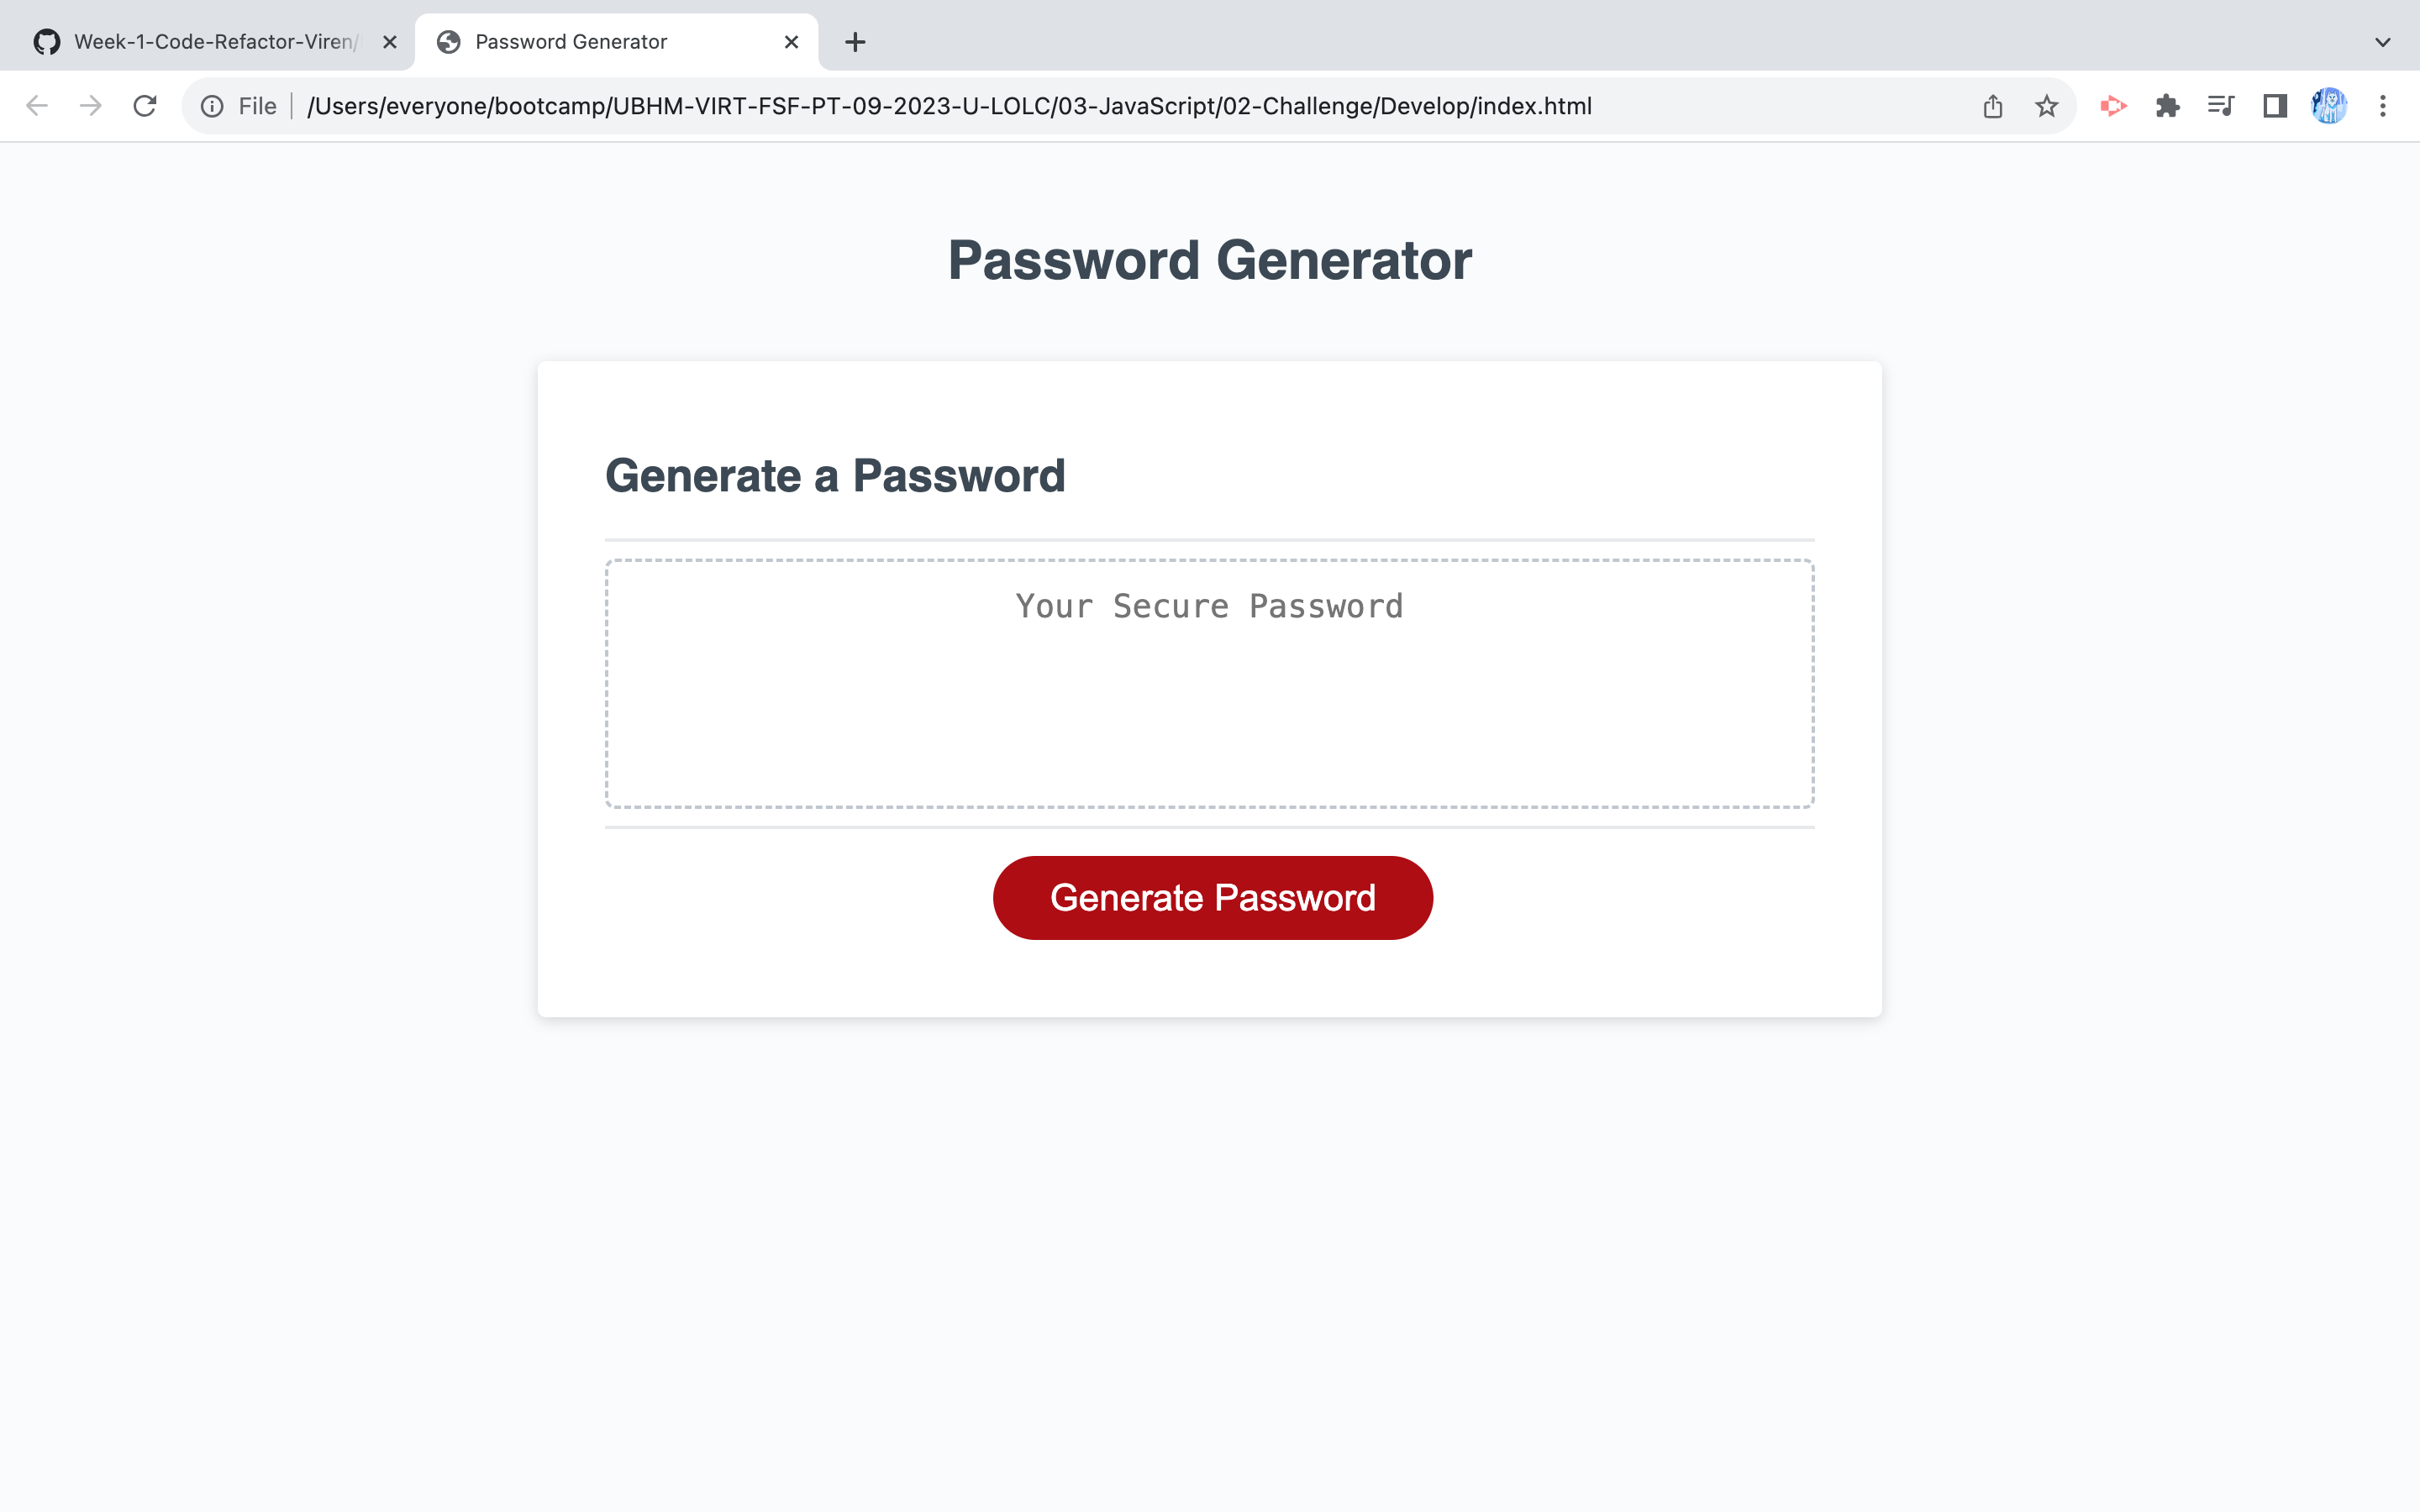 Week-1-Code-Refactor-Viren/
Password Generator
File
/Users/everyone/bootcamp/UBHM-VIRT-FSF-PT-09-2023-U-LOLC/03-JavaScript/02-Challenge/Develop/index.html
Password Generator
Generate a Password
Your Secure Password
Generate Password